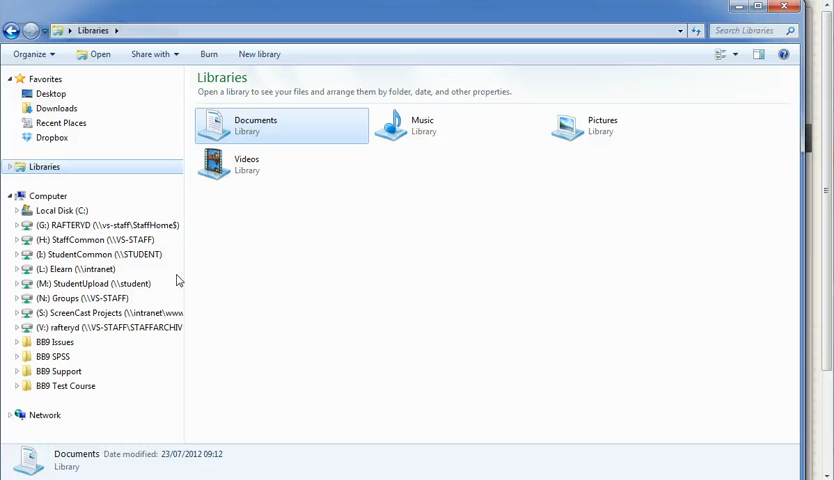 Libraries
Search Libraries
Organize
Open
Share with
Burn
New library
Favorites
Desktop
Downloads
Recent Places
Dropbox
Libraries
Computer
Local Disk (C:)
(G:) RAFTERYD (\\vs-staff\StaffHome$)
(H:) StaffCommon (\\VS-STAFF)
(I:) StudentCommon (\\STUDENT)
(L:) Elearn (\\intranet)
(M:) StudentUpload (\\student)
(N:) Groups (\\VS-STAFF)
(S:) ScreenCast Projects (\\intranet\www
(V:) rafteryd (\\VS-STAFF\STAFFARCHIV
BB9 Issues
BB9 SPSS
BB9 Support
BB9 Test Course
Network
Libraries
Open a library to see your files and arrange them by folder, date, and other properties.
Documents
Library
Music
Library
Pictures
Library
Videos
Library
Documents Date modified: 23/07/2012 09:12
Library